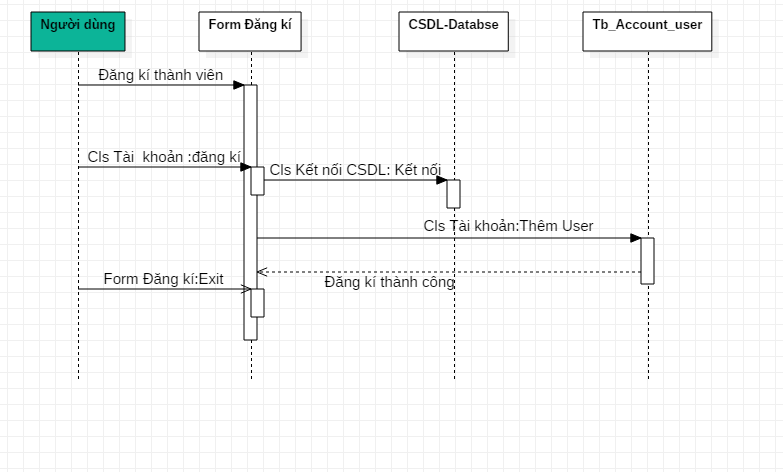 Người dùng
Form Đăng kí
CSDL-Databse
Tb_Account_user
Đăng kí thành viên
Cls Tài khoản :đăng kí
Cls Kết nối CSDL: Kết nối
Cls Tài khoản:Thêm User
Form Đăng kí:Exit
Đăng kí thành công